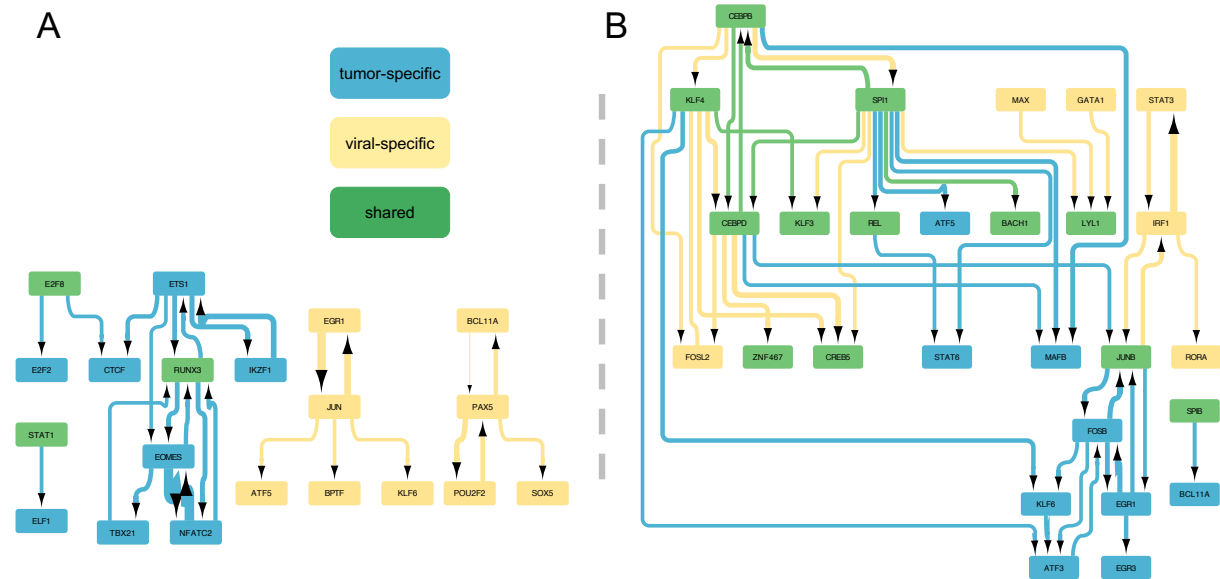 A
B
tumor-specific
viral-specific
shared
E2F8
ETS1
E2F2
CTCF
RUNX3
IKZF1
STAT1
EOMES
ELF1
TBX21
NFATC2
EGR1
BCL11A
JUN
PAX5
ATF5
BPTF
KLF6
POU2F2
SOX5
CEBPB
KLF4
SPI1
MAX
GATA1
STAT3
CEBPD
KLF3
REL
ATF5
BACH1
LYL1
IRF1
FOSL2
ZNF467
CREB5
STAT6
MAFB
JUNB
RORA
SPIB
FOSB
KLF6
EGR1
BCL11A
ATF3
EGR3